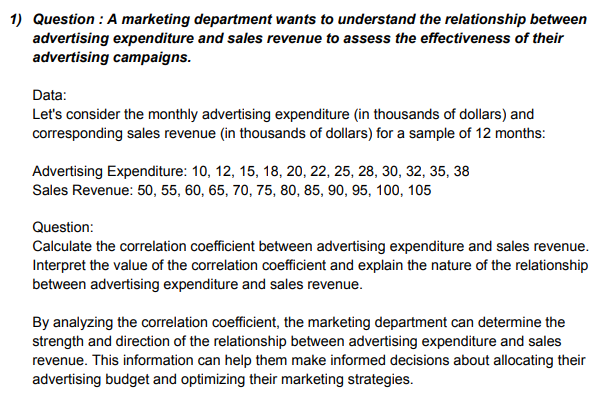 1) Question : A marketing department wants to understand the relationship between
advertising expenditure and sales revenue to assess the effectiveness of their
advertising campaigns.
Data:
Let's consider the monthly advertising expenditure (in thousands of dollars) and
corresponding sales revenue (in thousands of dollars) for a sample of 12 months:
Advertising Expenditure: 10, 12, 15, 18, 20, 22, 25, 28, 30, 32, 35, 38
Sales Revenue: 50, 55, 60, 65, 70, 75, 80, 85, 90, 95, 100, 105
Question:
Calculate the correlation coefficient between advertising expenditure and sales revenue.
Interpret the value of the correlation coefficient and explain the nature of the relationship
between advertising expenditure and sales revenue.
By analyzing the correlation coefficient, the marketing department can determine the
strength and direction of the relationship between advertising expenditure and sales
revenue. This information can help them make informed decisions about allocating their
advertising budget and optimizing their marketing strategies.